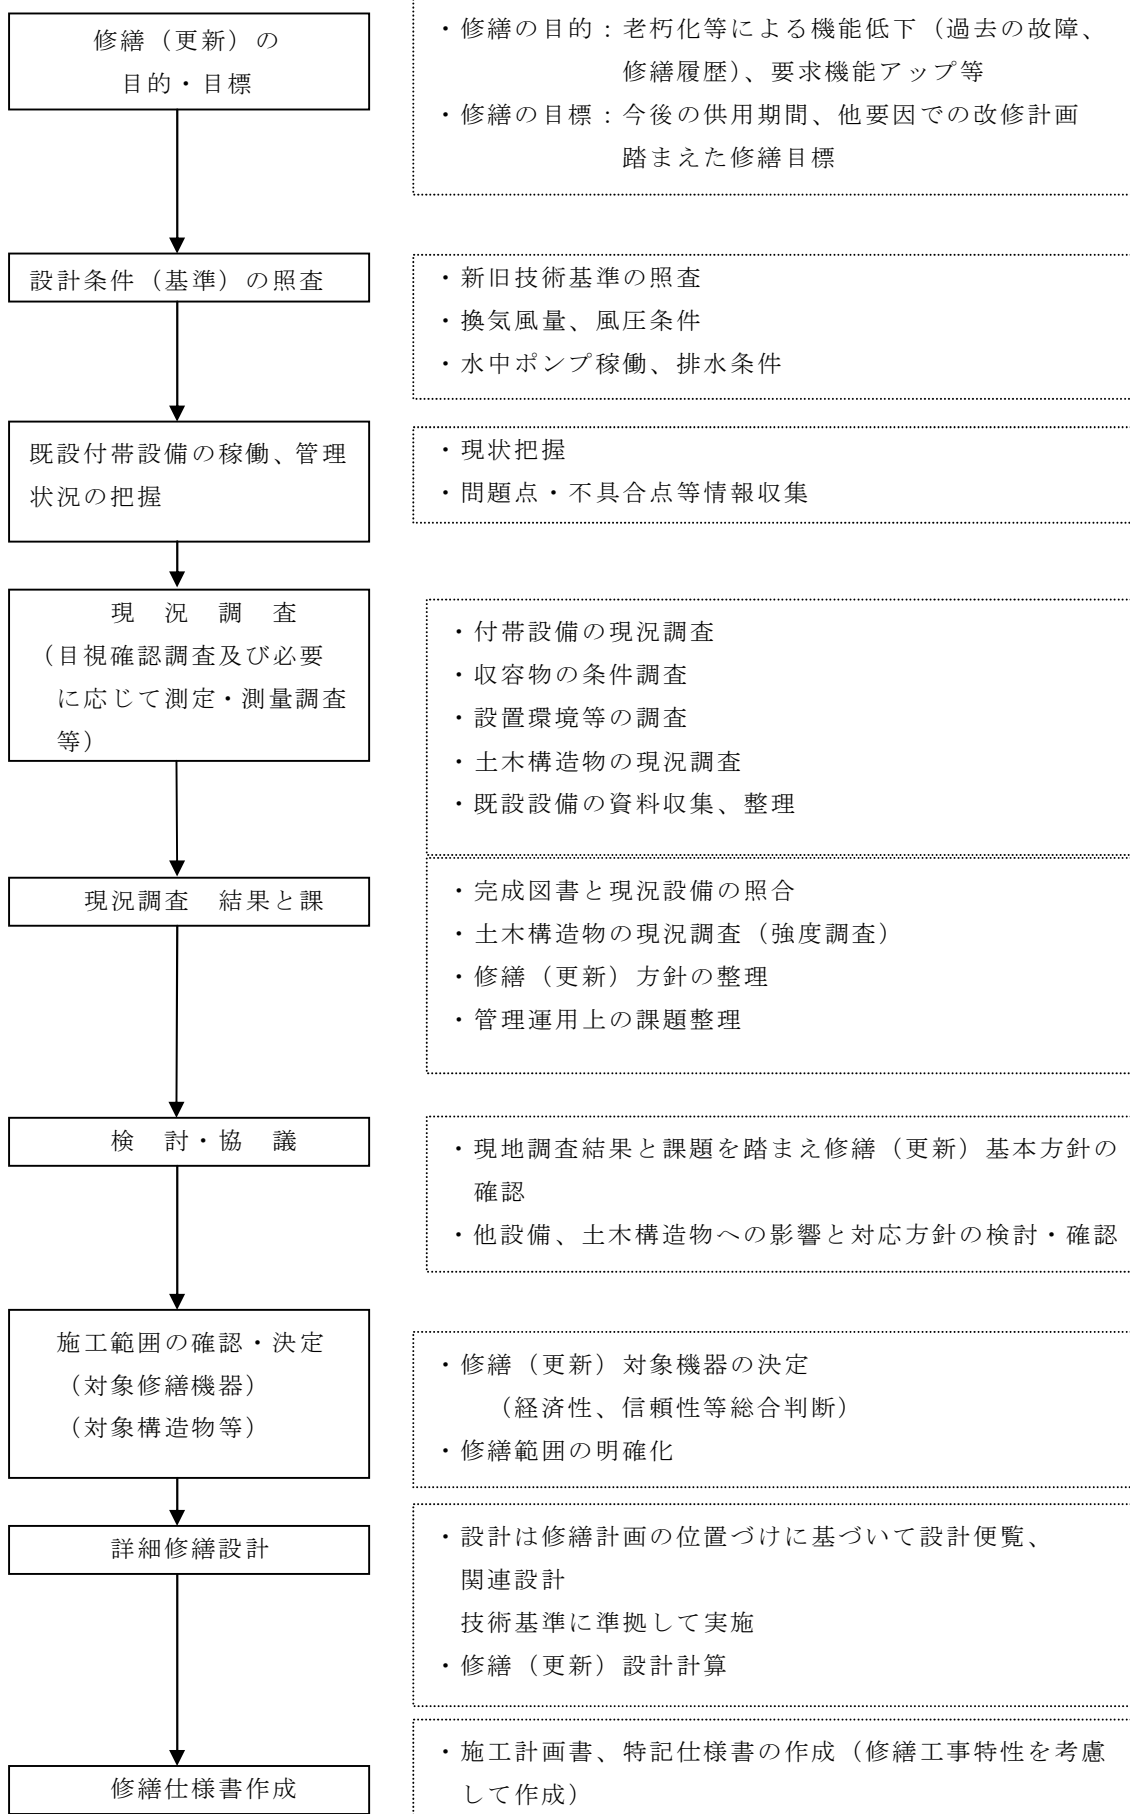 修繕（更新）の
目的・目標
・修繕の目的：老朽化等による機能低下（過去の故障、
修繕履歴）、要求機能アップ等
・修繕の目標：今後の供用期間、他要因での改修計画
踏まえた修繕目標
設計条件（基準）の照査
・新旧技術基準の照査
・換気風量、風圧条件
・水中ポンプ稼働、排水条件
既設付帯設備の稼働、管理
状況の把握
・現状把握
・問題点・不具合点等情報収集
現　況　調　査
（目視確認調査及び必要
に応じて測定・測量調査
等）
・付帯設備の現況調査
・収容物の条件調査
・設置環境等の調査
・土木構造物の現況調査
・既設設備の資料収集、整理
現況調査　結果と課
・完成図書と現況設備の照合
・土木構造物の現況調査（強度調査）
・修繕（更新）方針の整理
・管理運用上の課題整理
検　討・協　議
・現地調査結果と課題を踏まえ修繕（更新）基本方針の
確認
・他設備、土木構造物への影響と対応方針の検討・確認
施工範囲の確認・決定
（対象修繕機器）
（対象構造物等）
・修繕（更新）対象機器の決定
（経済性、信頼性等総合判断）
・修繕範囲の明確化
詳細修繕設計
・設計は修繕計画の位置づけに基づいて設計便覧、
関連設計
技術基準に準拠して実施
・修繕（更新）設計計算
修繕仕様書作成
・施工計画書、特記仕様書の作成（修繕工事特性を考慮
して作成）